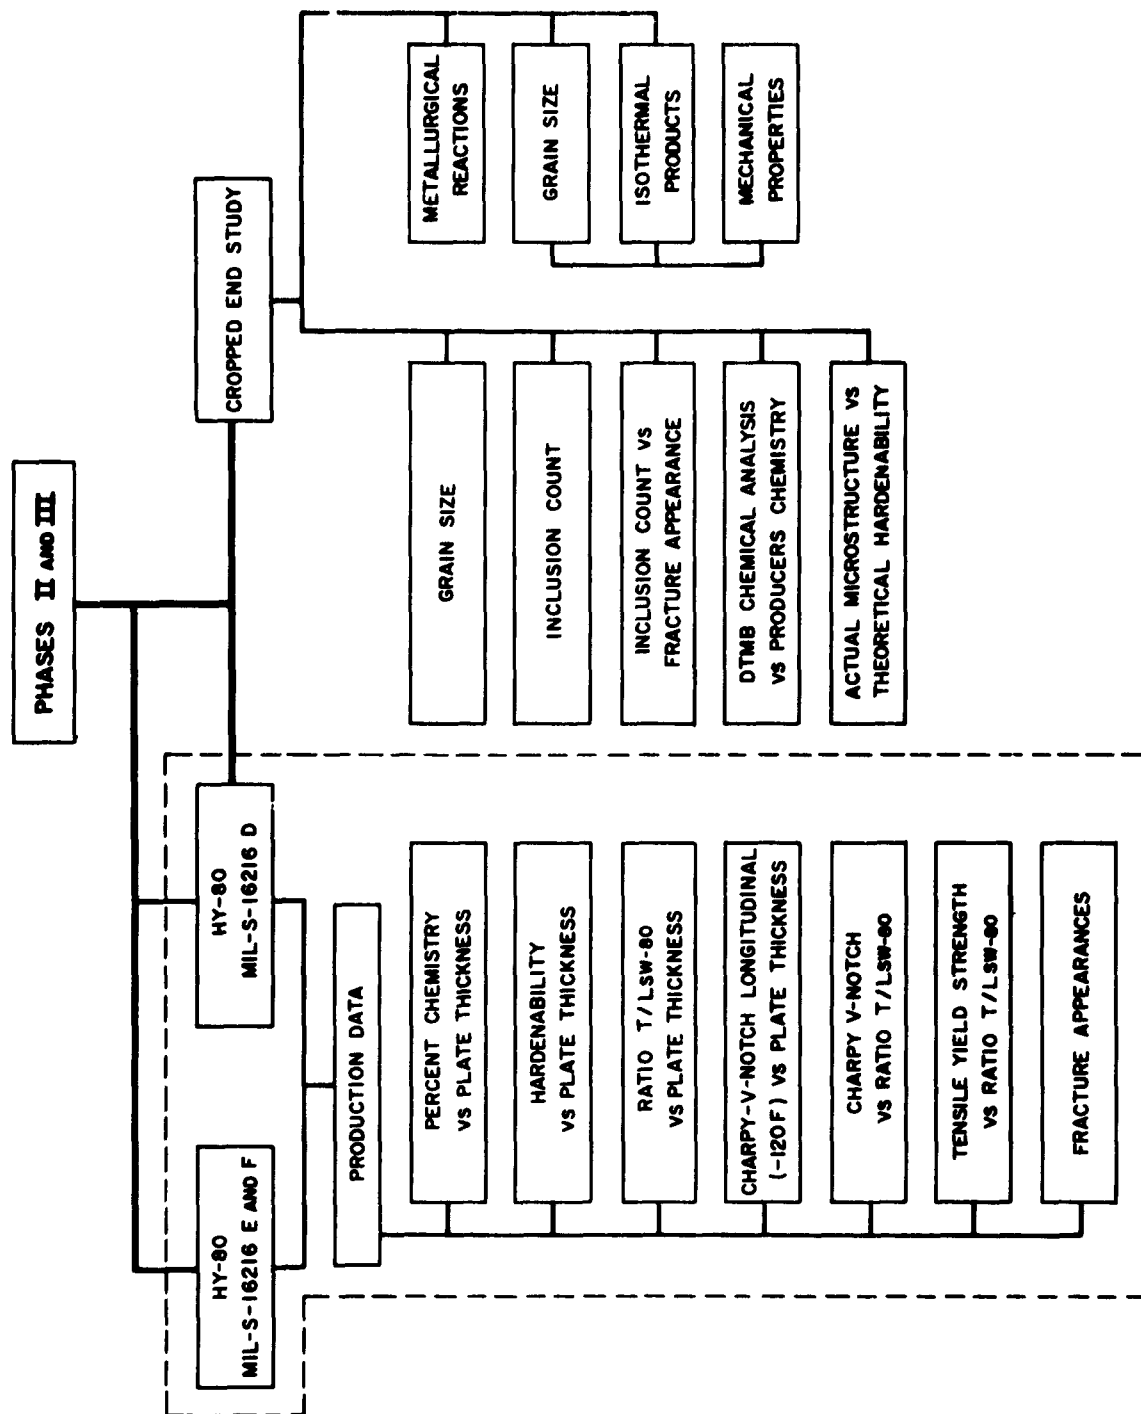 PHASES II AND III
HY-80
MIL-S-16216 E AND F
HY-80
MIL-S-16216 D
CROPPED END STUDY
PRODUCTION DATA
PERCENT CHEMISTRY
VS PLATE THICKNESS
HARDENABILITY
VS PLATE THICKNESS
RATIO T/LSW-80
VS PLATE THICKNESS
CHARPY-V-NOTCH LONGITUDINAL
(-120F) VS PLATE THICKNESS
CHARPY V-NOTCH
VS RATIO T/LSW-80
TENSILE YIELD STRENGTH
VS RATIO T/LSW-80
FRACTURE APPEARANCES
GRAIN SIZE
INCLUSION COUNT
INCLUSION COUNT VS
FRACTURE APPEARANCE
DTMB CHEMICAL ANALYSIS
VS PRODUCERS CHEMISTRY
ACTUAL MICROSTRUCTURE VS
THEORETICAL HARDENABILITY
METALLURGICAL
REACTIONS
GRAIN SIZE
ISOTHERMAL
PRODUCTS
MECHANICAL
PROPERTIES